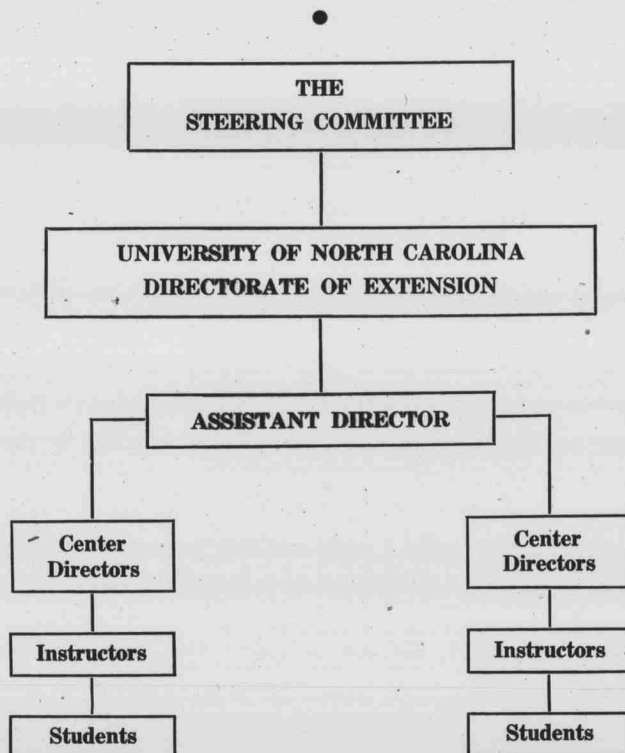 THE
STEERING COMMITTEE
UNIVERSITY OF NORTH CAROLINA
DIRECTORATE OF EXTENSION
ASSISTANT DIRECTOR
Center
Directors
Center
Directors
Instructors
Instructors
Students
Students